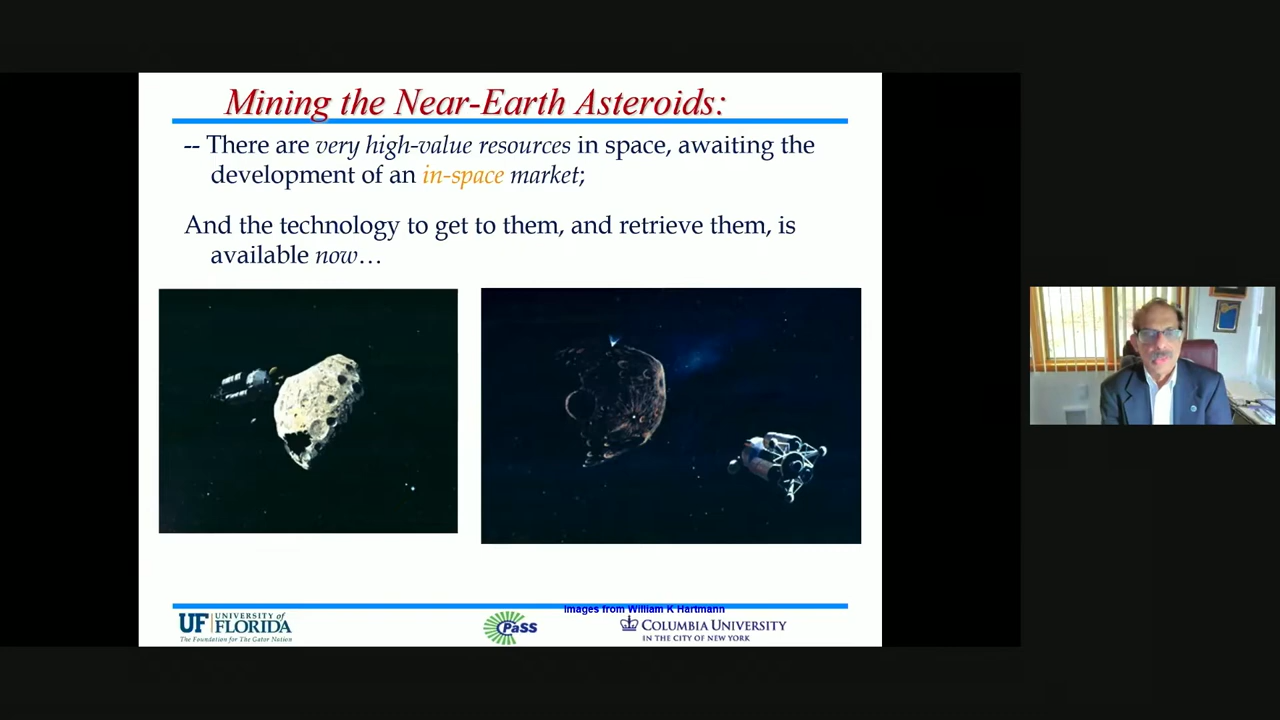 Mining the Near-Earth Asteroids:
-- There are very high-value resources in space, awaiting the
development of an in-space market;
And the technology to get to them, and retrieve them, is
available now…
Images from William K Hartmann
UF UNIVERSITY of
FLORIDA
The Foundation for The Gator Nation
CPaSS
COLUMBIA UNIVERSITY
IN THE CITY OF NEW YORK